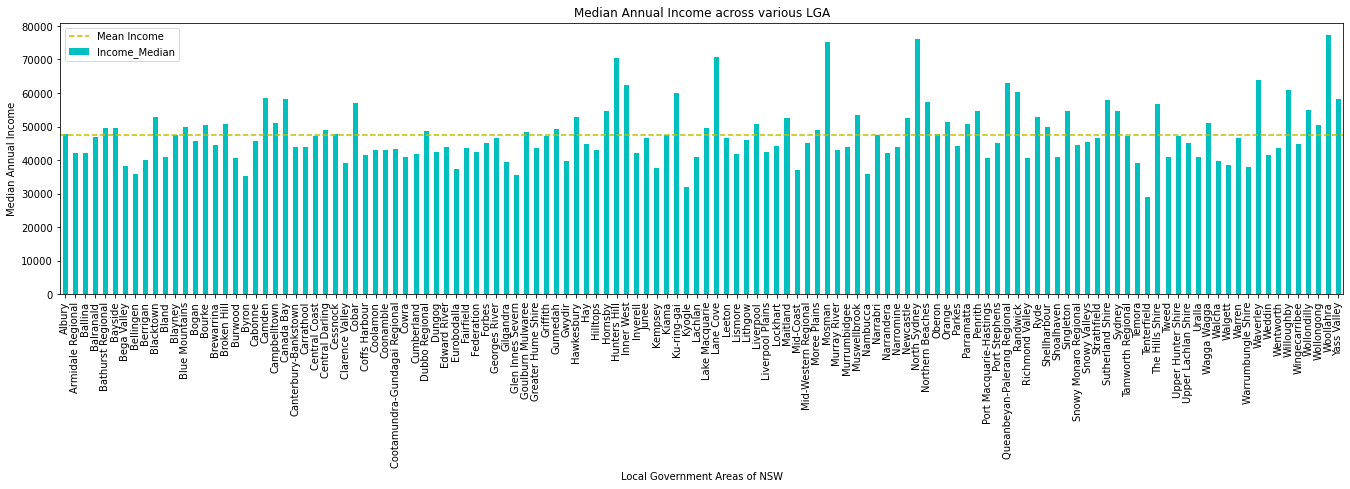 Median Annual Income across various LGA
Mean Income
Income_Median
Median Annual Income
80000
70000
60000
50000
40000
30000
20000
10000
0
Albury
Armidale Regional
Ballina
Balranald
Bathurst Regional
Bayside
Bega Valley
Bellingen
Berrigan
Blacktown
Bland
Blayney
Blue Mountains
Bogan
Bourke
Brewarrina
Broken Hill
Burwood
Byron
Cabonne
Camden
Campbelltown
Canada Bay
Canterbury-Bankstown
Carrathool
Central Coast
Central Darling
Cessnock
Clarence Valley
Cobar
Coffs Harbour
Coolamon
Coonamble
Cootamundra-Gundagai Regional
Cowra
Cumberland
Dubbo Regional
Dungog
Edward River
Eurobodalla
Fairfield
Federation
Forbes
Georges River
Gilgandra
Glen Innes Severn
Goulburn Mulwaree
Greater Hume Shire
Griffith
Gunnedah
Gwydir
Hawkesbury
Hay
Hilltops
Hornsby
Hunters Hill
Inner West
Inverell
Junee
Kempsey
Kiama
Ku-ring-gai
Kyogle
Lachlan
Lake Macquarie
Lane Cove
Leeton
Lismore
Lithgow
Liverpool
Liverpool Plains
Lockhart
Maitland
Mid-Coast
Mid-Western Regional
Moree Plains
Mosman
Murray River
Murrumbidgee
Muswellbrook
Nambucca
Narrabri
Narrandera
Narromine
Newcastle
North Sydney
Northern Beaches
Oberon
Orange
Parkes
Parramatta
Penrith
Port Macquarie-Hastings
Port Stephens
Queanbeyan-Palerang Regional
Randwick
Richmond Valley
Ryde
Shellharbour
Shoalhaven
Singleton
Snowy Monaro Regional
Snowy Valleys
Strathfield
Sutherland Shire
Sydney
Tamworth Regional
Temora
Tenterfield
The Hills Shire
Tweed
Upper Hunter Shire
Upper Lachlan Shire
Uralla
Wagga Wagga
Walcha
Walgett
Warren
Warrumbungle Shire
Waverley
Weddin
Wentworth
Willoughby
Wingecarribee
Wollondilly
Wollongong
Woollahra
Yass Valley
Local Government Areas of NSW